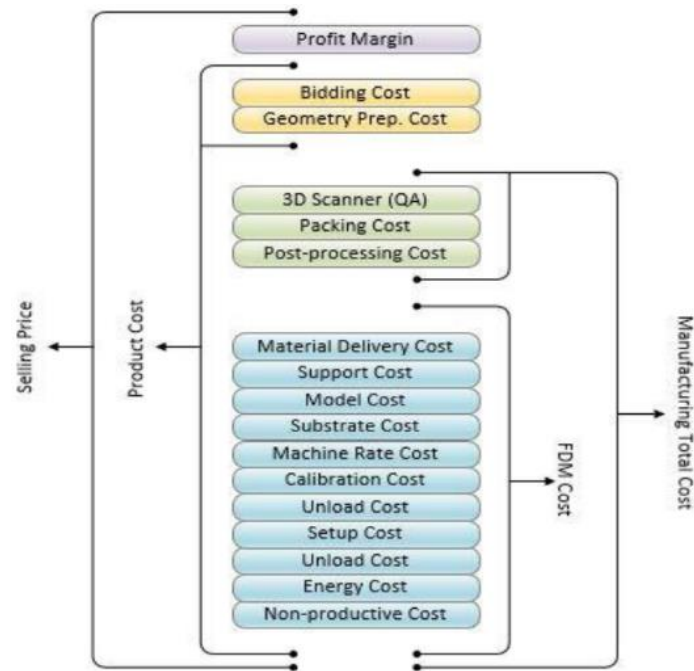 Profit Margin
Bidding Cost
Geometry Prep. Cost
3D Scanner (QA)
Packing Cost
Post-processing Cost
Material Delivery Cost
Support Cost
Model Cost
Substrate Cost
Machine Rate Cost
Calibration Cost
Unload Cost
Setup Cost
Unload Cost
Energy Cost
Non-productive Cost
Selling Price
Product Cost
FDM Cost
Manufacturing Total Cost